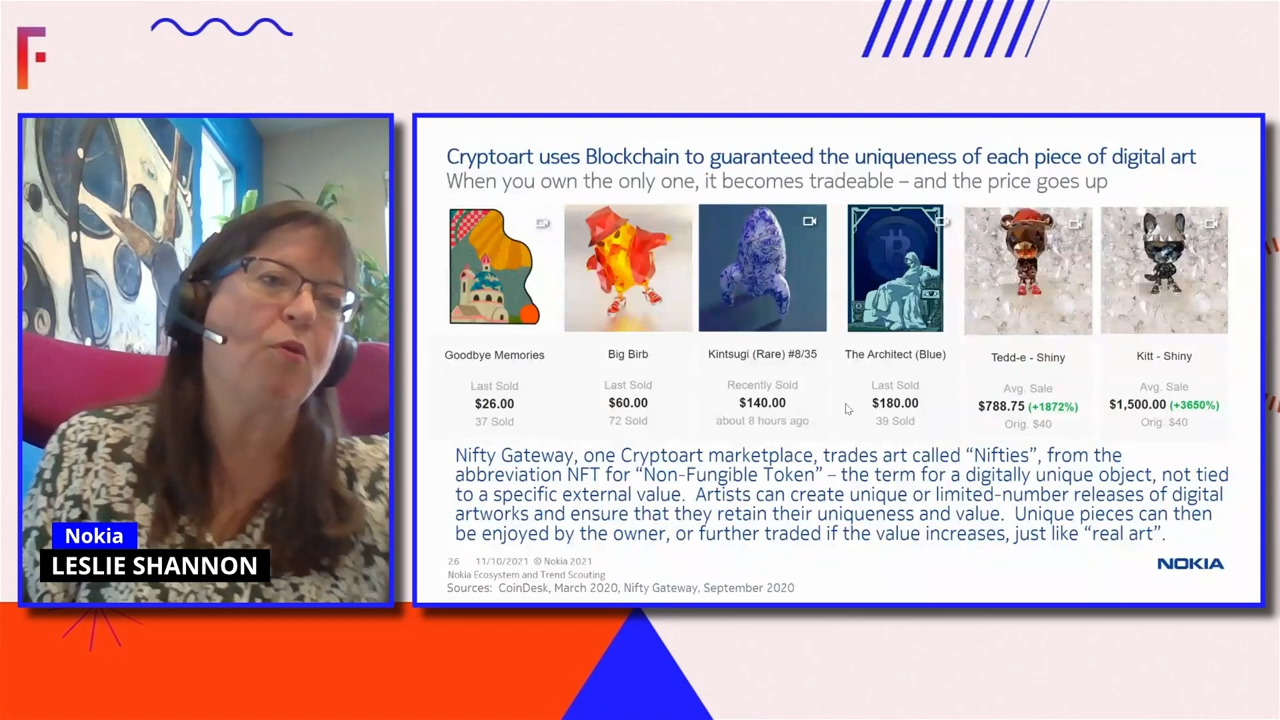 Nokia
LESLIE SHANNON
Cryptoart uses Blockchain to guaranteed the uniqueness of each piece of digital art
When you own the only one, it becomes tradeable – and the price goes up
Goodbye Memories
Last Sold
$26.00
37 Sold
Big Birb
Last Sold
$60.00
72 Sold
Kintsugi (Rare) #8/35
Recently Sold
$140.00
about 8 hours ago
The Architect (Blue)
Last Sold
$180.00
39 Sold
Tedd-e - Shiny
Avg. Sale
$788.75 (+1872%)
Orig. $40
Kitt - Shiny
Avg. Sale
$1,500.00 (+3650%)
Orig. $40
Nifty Gateway, one Cryptoart marketplace, trades art called “Nifties”, from the
abbreviation NFT for “Non-Fungible Token” – the term for a digitally unique object, not tied
to a specific external value.  Artists can create unique or limited-number releases of digital
artworks and ensure that they retain their uniqueness and value.  Unique pieces can then
be enjoyed by the owner, or further traded if the value increases, just like “real art”.
26 11/10/2021 © Nokia 2021
Nokia Ecosystem and Trend Scouting
Sources:  CoinDesk, March 2020, Nifty Gateway, September 2020
NOKIA